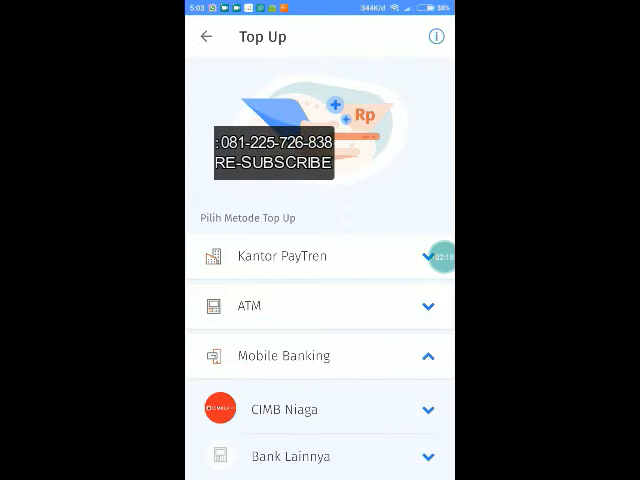 5:03
344K/d
38%
Top Up
Rp
:081-225-726-838
RE-SUBSCRIBE
Pilih Metode Top Up
Kantor PayTren
02:18
ATM
Mobile Banking
CIMB Niaga
Bank Lainnya